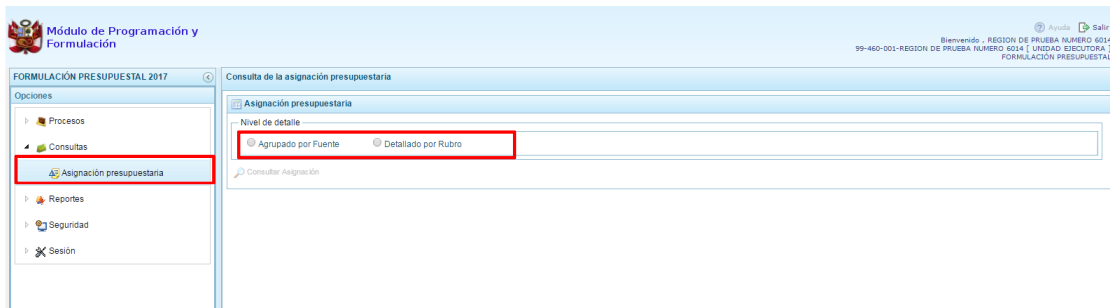 Módulo de Programación y
Formulación
Ayuda Salir
Bienvenido , REGION DE PRUEBA NUMERO 6014
99-460-001-REGION DE PRUEBA NUMERO 6014 [ UNIDAD EJECUTORA ]
FORMULACIÓN PRESUPUESTAL
FORMULACIÓN PRESUPUESTAL 2017
Opciones
Procesos
Consultas
Asignación presupuestaria
Reportes
Seguridad
Sesión
Consulta de la asignación presupuestaria
Asignación presupuestaria
Nivel de detalle
Agrupado por Fuente Detallado por Rubro
Consultar Asignación